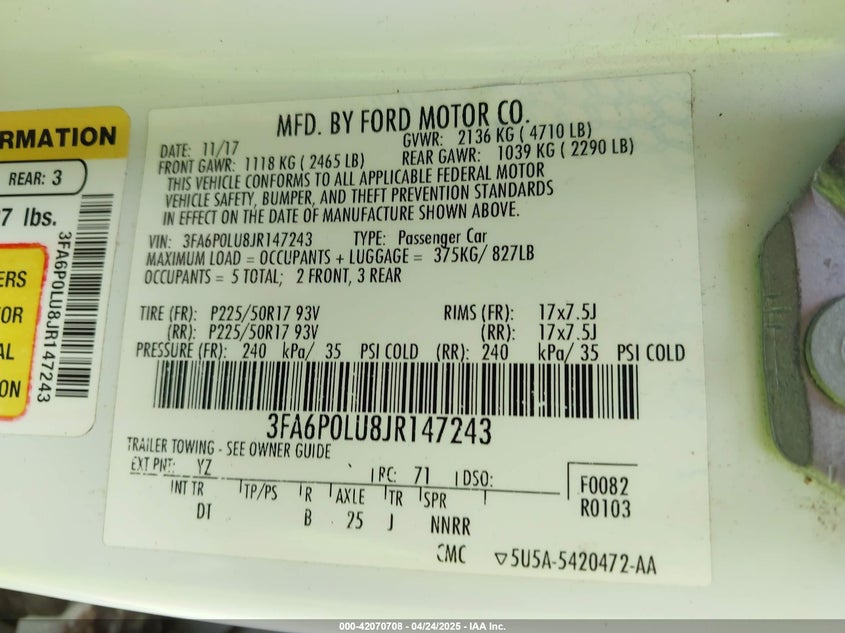 RMATION
REAR: 3
7 lbs.
3FA6P0LU8JR147243
ERS
OR
AL
ON
MFD. BY FORD MOTOR CO.
DATE: 11/17 GVWR: 2136 KG ( 4710 LB)
FRONT GAWR: 1118 KG ( 2465 LB) REAR GAWR: 1039 KG ( 2290 LB)
THIS VEHICLE CONFORMS TO ALL APPLICABLE FEDERAL MOTOR
VEHICLE SAFETY, BUMPER, AND THEFT PREVENTION STANDARDS
IN EFFECT ON THE DATE OF MANUFACTURE SHOWN ABOVE.
VIN: 3FA6P0LU8JR147243 TYPE: Passenger Car
MAXIMUM LOAD = OCCUPANTS + LUGGAGE = 375KG/ 827LB
OCCUPANTS = 5 TOTAL; 2 FRONT, 3 REAR
TIRE (FR): P225/50R17 93V RIMS (FR): 17x7.5J
(RR): P225/50R17 93V (RR): 17x7.5J
PRESSURE (FR): 240 kPa/ 35 PSI COLD (RR): 240 kPa/ 35 PSI COLD
3FA6P0LU8JR147243
TRAILER TOWING - SEE OWNER GUIDE
EXT PNT: YZ RC: 71 DSO:
INT TR TP/PS R AXLE TR SPR
DT B 25 J NNRR
F0082
R0103
CMC ▽5U5A-5420472-AA
000-42070708 - 04/24/2025 - IAA Inc.